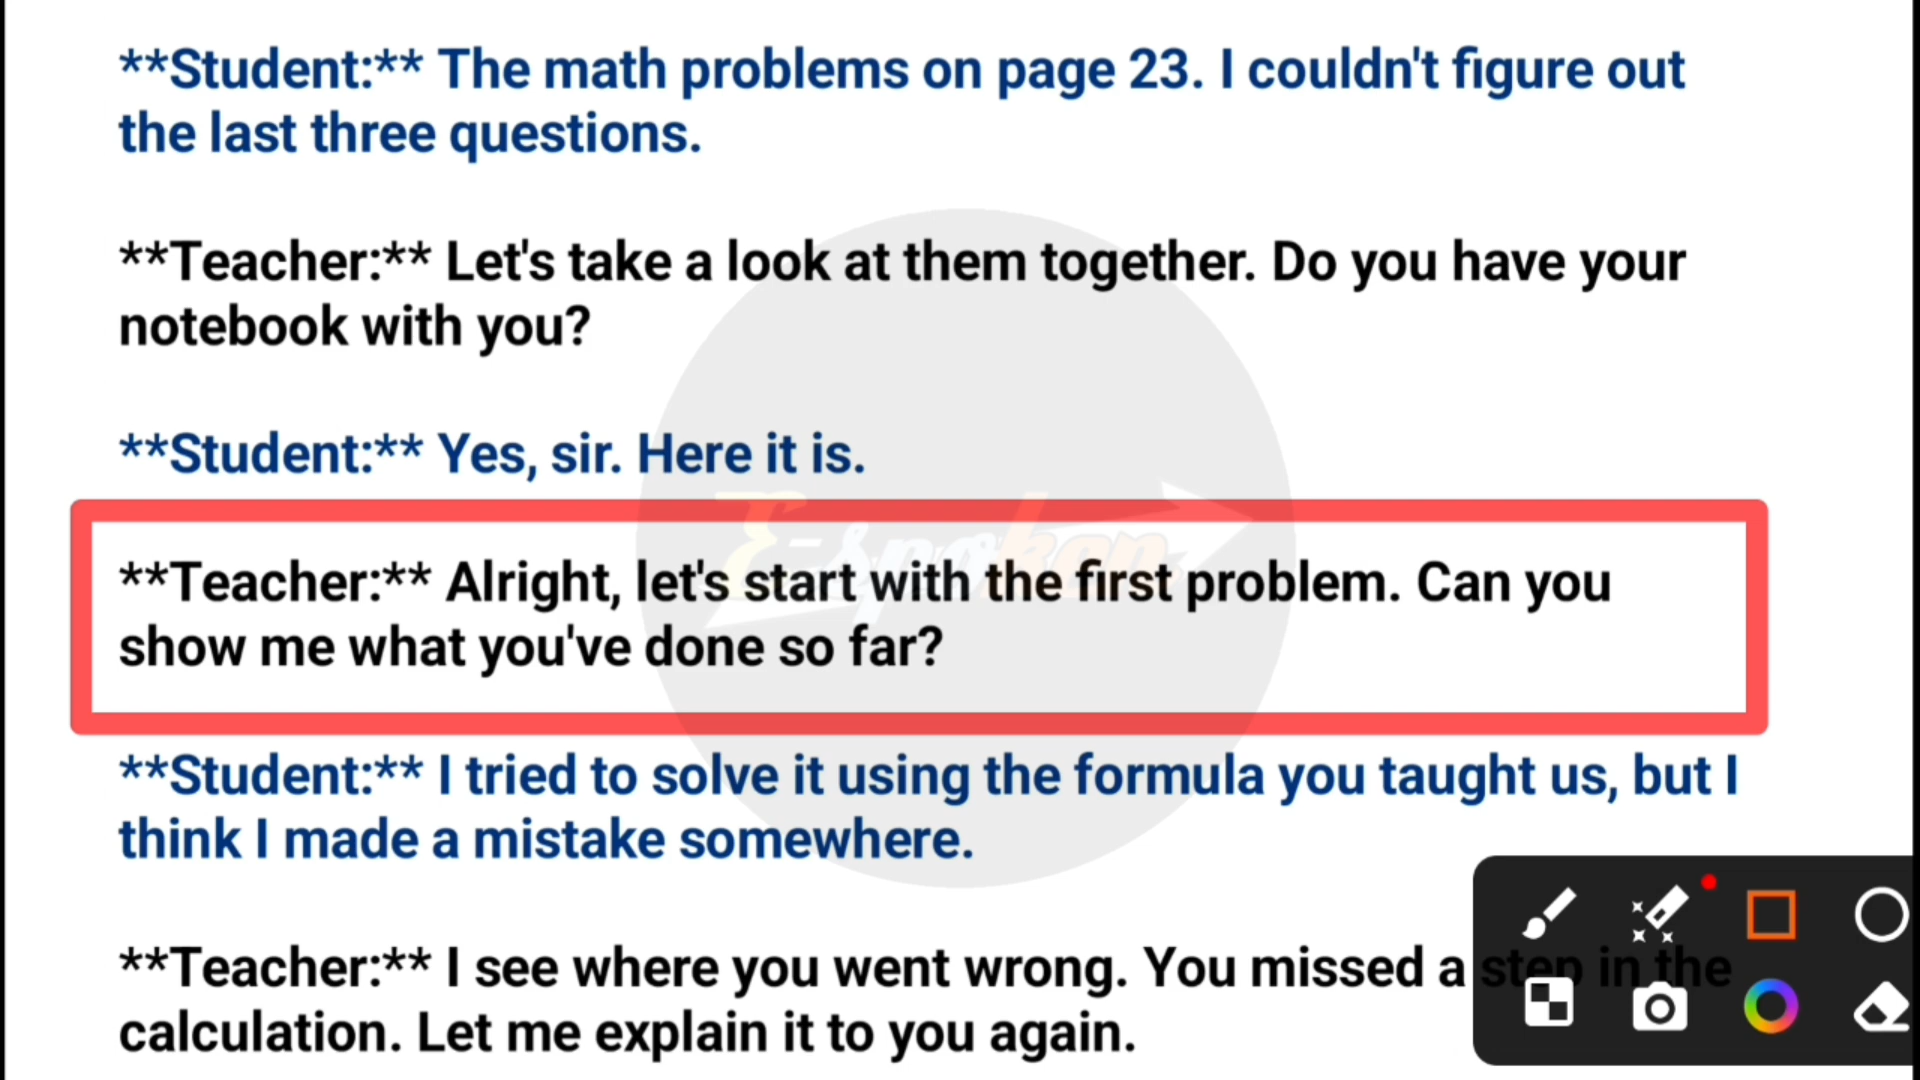 **Student:** The math problems on page 23. I couldn't figure out
the last three questions.
**Teacher:** Let's take a look at them together. Do you have your
notebook with you?
**Student:** Yes, sir. Here it is.
E-spoken
**Teacher:** Alright, let's start with the first problem. Can you
show me what you've done so far?
**Student:** I tried to solve it using the formula you taught us, but I
think I made a mistake somewhere.
**Teacher:** I see where you went wrong. You missed a step in the
calculation. Let me explain it to you again.